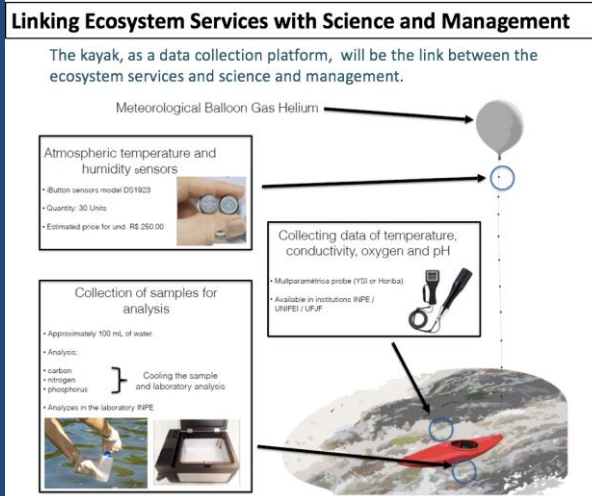 Linking Ecosystem Services with Science and Management
The kayak, as a data collection platform, will be the link between the
ecosystem services and science and management.
Meteorological Balloon Gas Helium
Atmospheric temperature and
humidity sensors
• iButton sensors model DS1923
• Quantity: 30 Units
• Estimated price for und. R$ 250.00
Collecting data of temperature,
conductivity, oxygen and pH
• Multparamétrica probe (YSI or Horiba)
• Available in institutions INPE /
UNIFEI / UFJF
Collection of samples for
analysis
• Approximately 100 mL of water.
• Analysis:
• carbon
• nitrogen
• phosphorus
Cooling the sample
and laboratory analysis
• Analyzes in the laboratory INPE